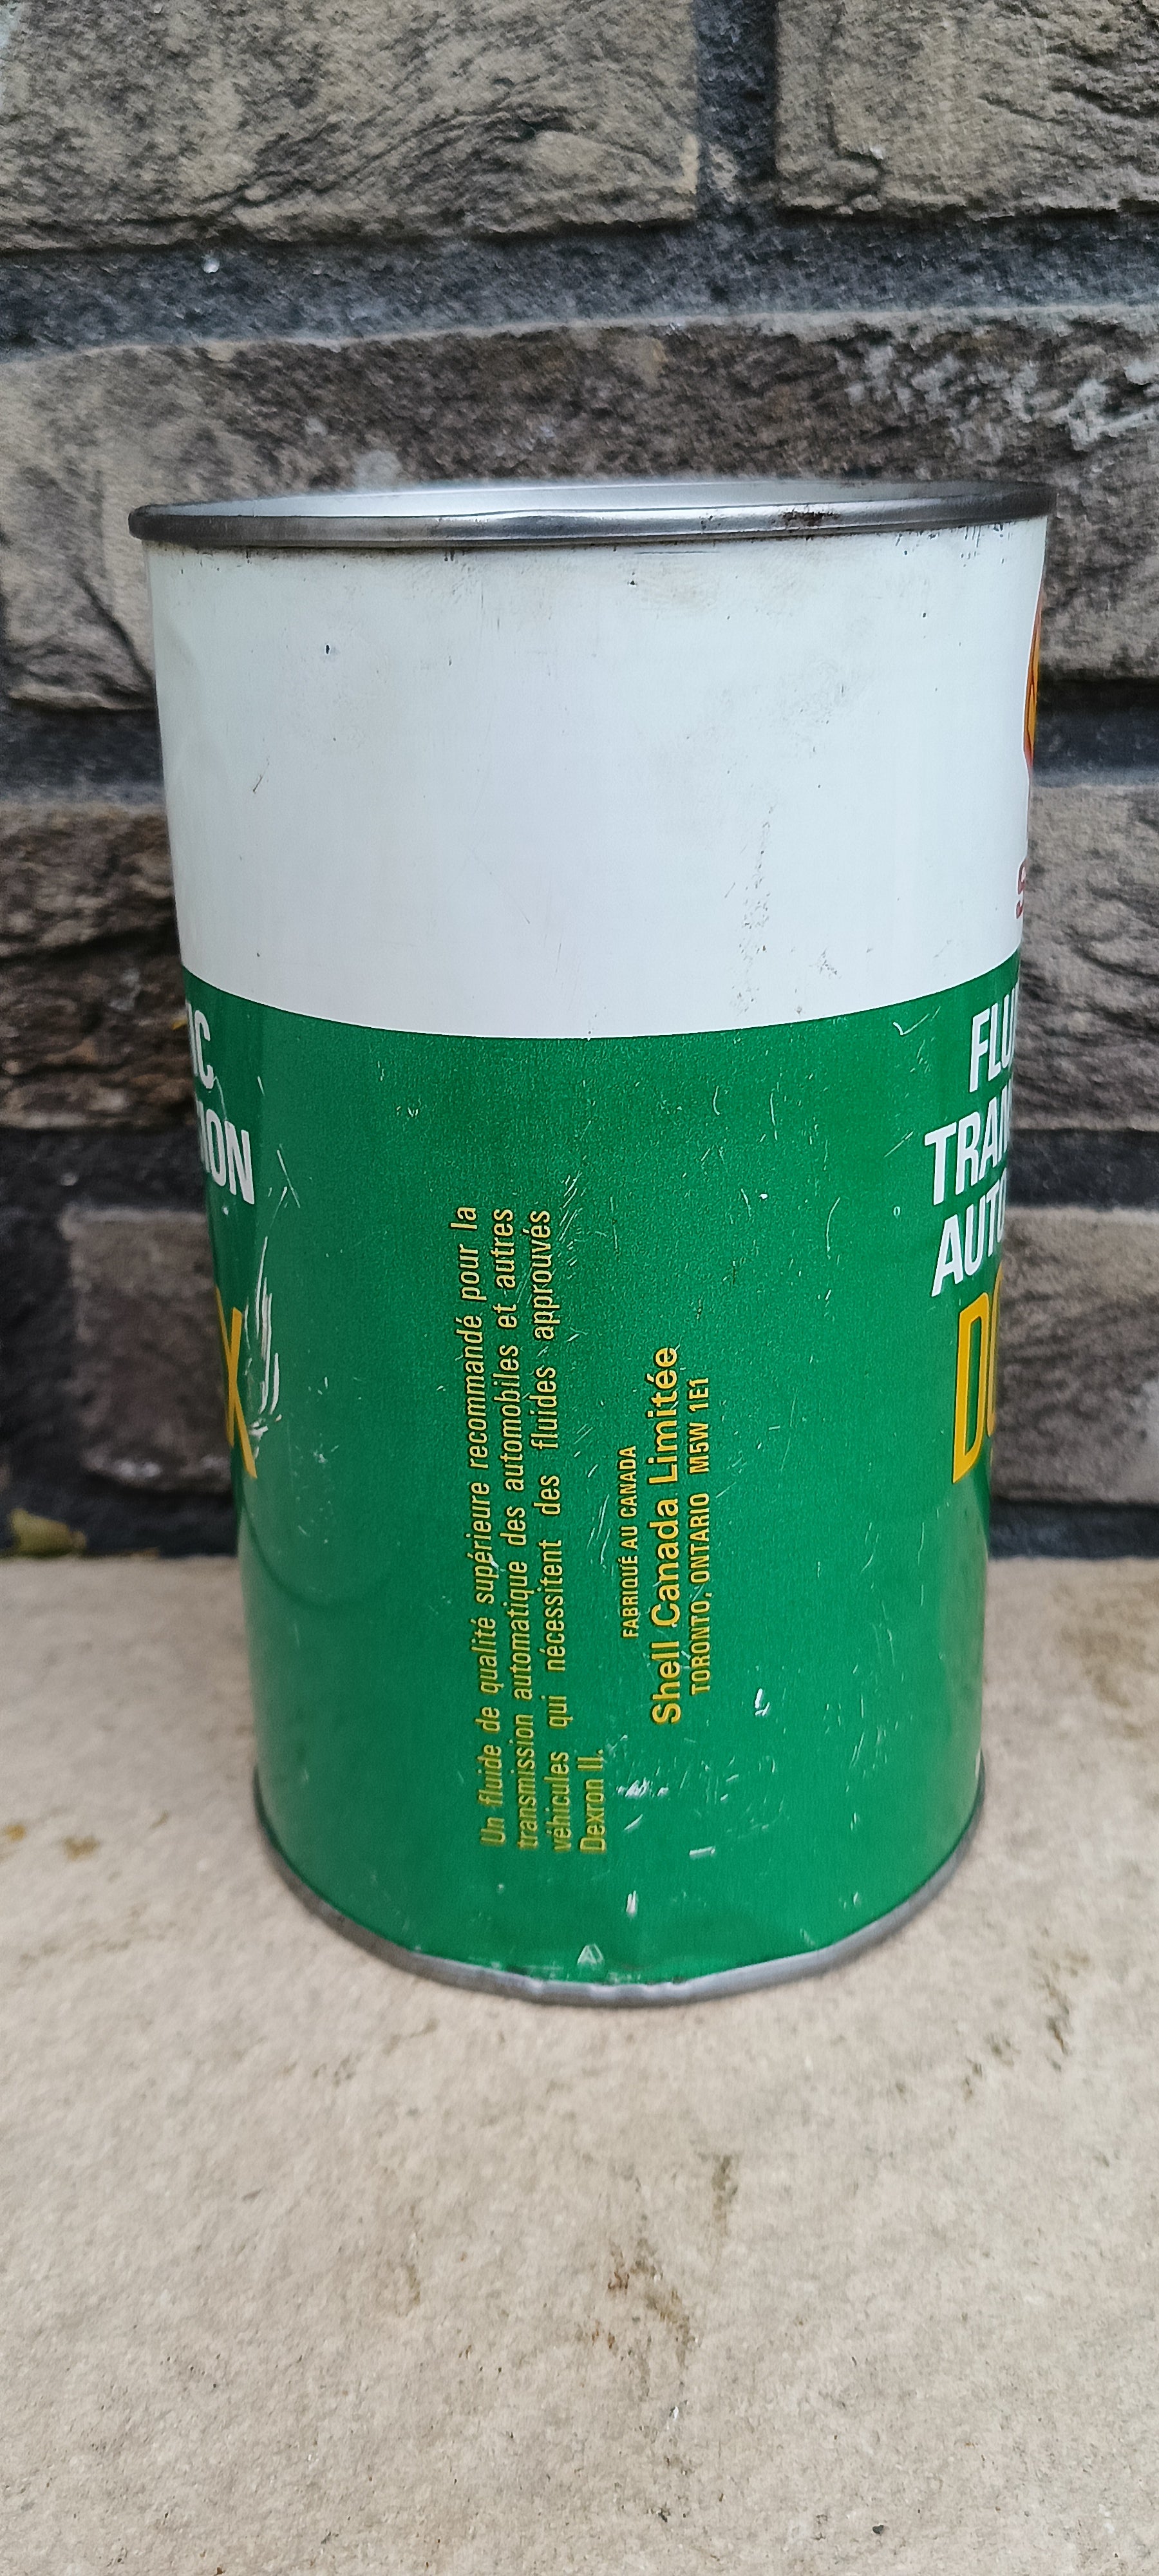 Un fluide de qualité supérieure recommandé pour la
transmission automatique des automobiles et autres
véhicules qui nécessitent des fluides approuvés
Dexron II.
FABRIQUÉ AU CANADA
Shell Canada Limitée
TORONTO, ONTARIO M5W 1E1